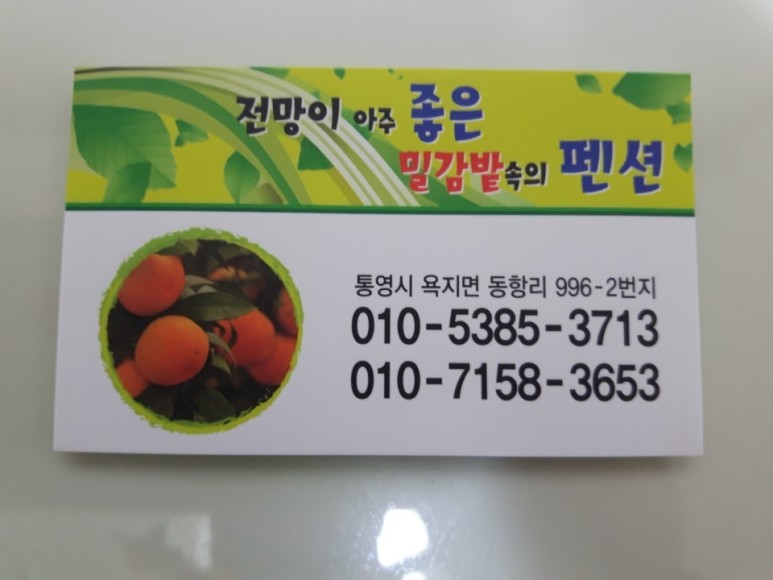 전망이 아주 좋은
밀감밭속의 펜션
통영시 욕지면 동항리 996-2번지
010-5385-3713
010-7158-3653